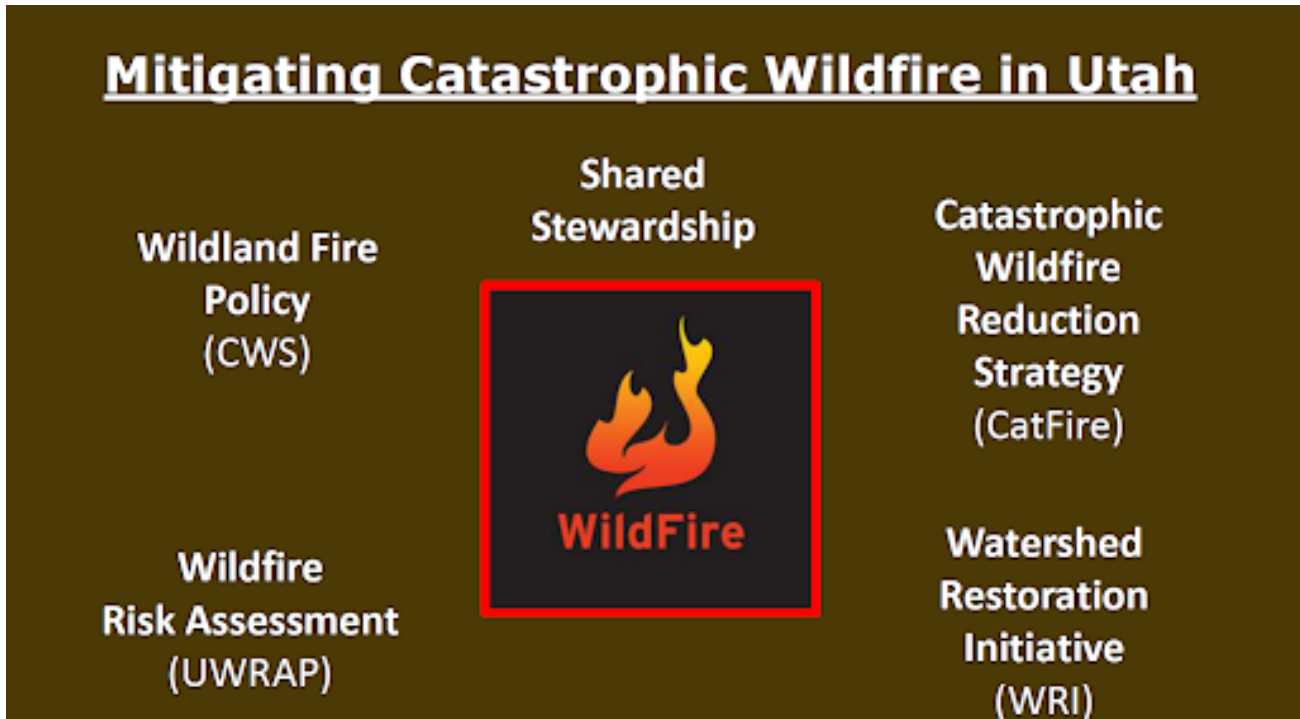 Mitigating Catastrophic Wildfire in Utah
Shared
Stewardship
Wildland Fire
Policy
(CWS)
Catastrophic
Wildfire
Reduction
Strategy
(CatFire)
WildFire
Wildfire
Risk Assessment
(UWRAP)
Watershed
Restoration
Initiative
(WRI)